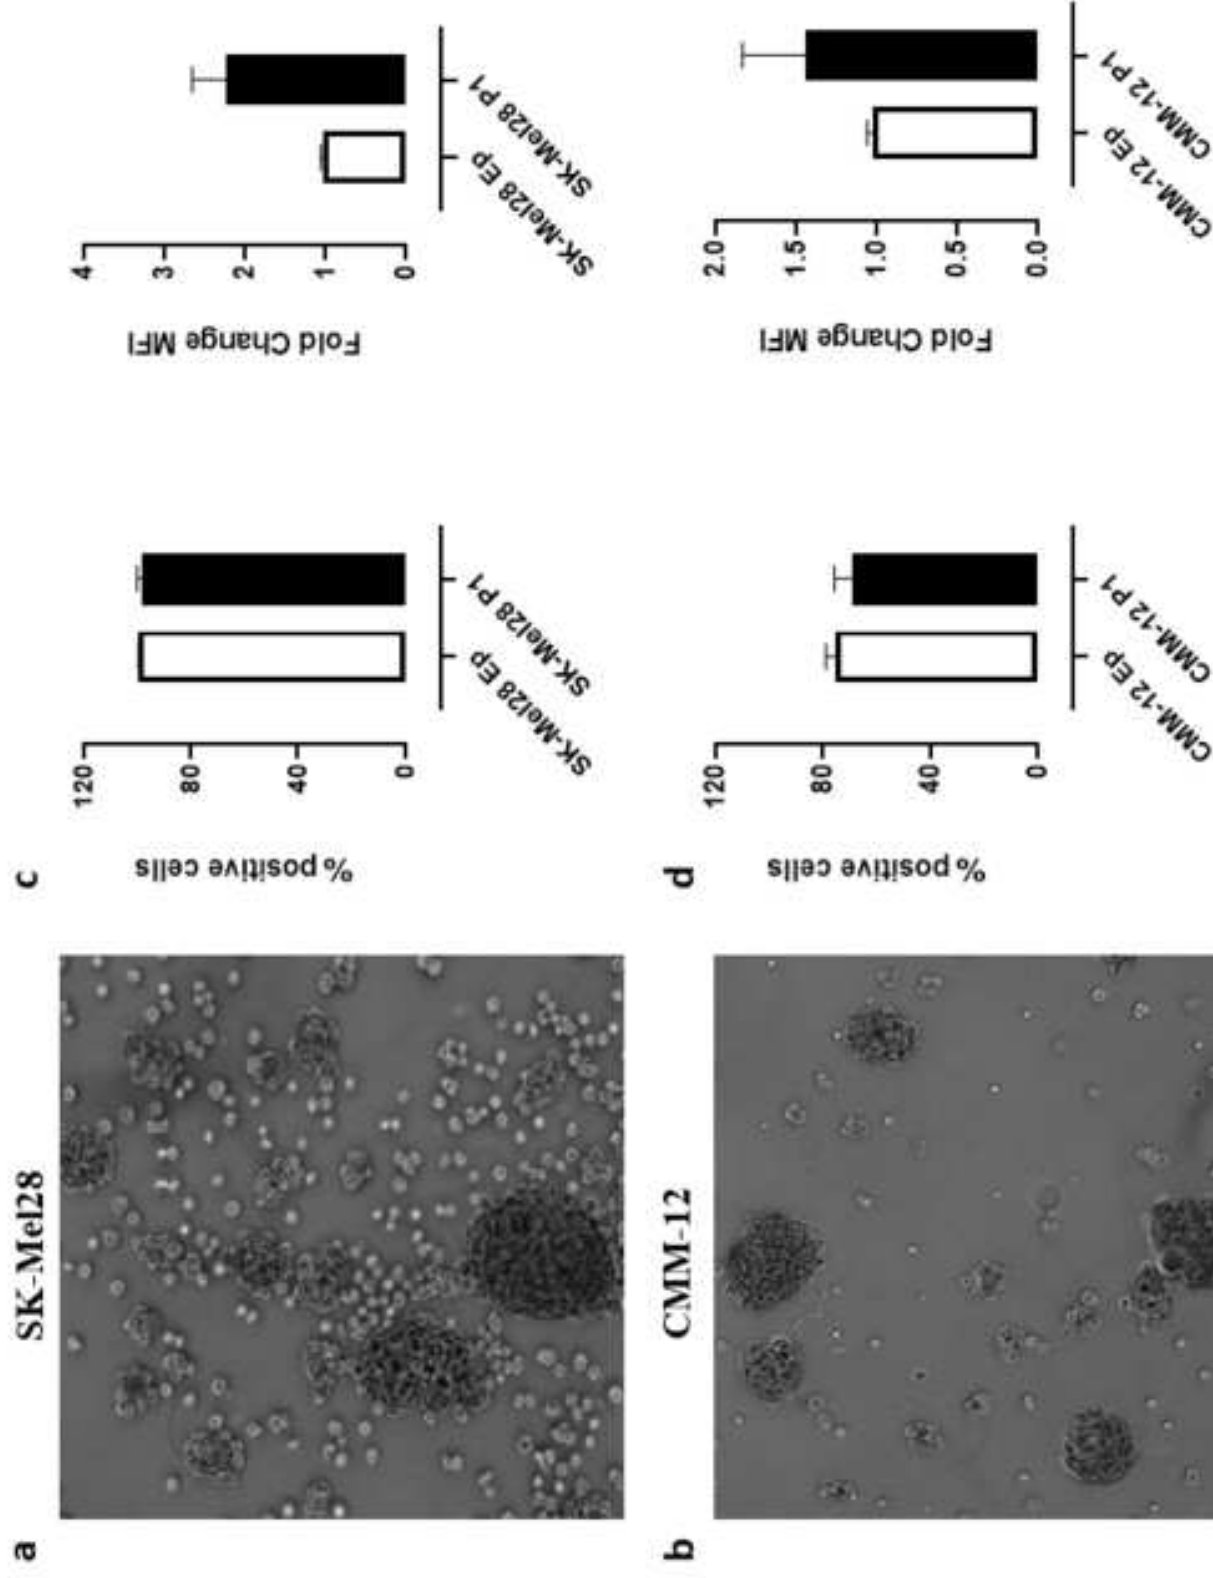 a
SK-Mel28
c
% positive cells
120
80
40
0
SK-Mel28 Ep
SK-Mel28 P1
Fold Change MFI
4
3
2
1
0
SK-Mel28 Ep
SK-Mel28 P1
b
CMM-12
d
% positive cells
120
80
40
0
CMM-12 Ep
CMM-12 P1
Fold Change MFI
2.0
1.5
1.0
0.5
0.0
CMM-12 Ep
CMM-12 P1